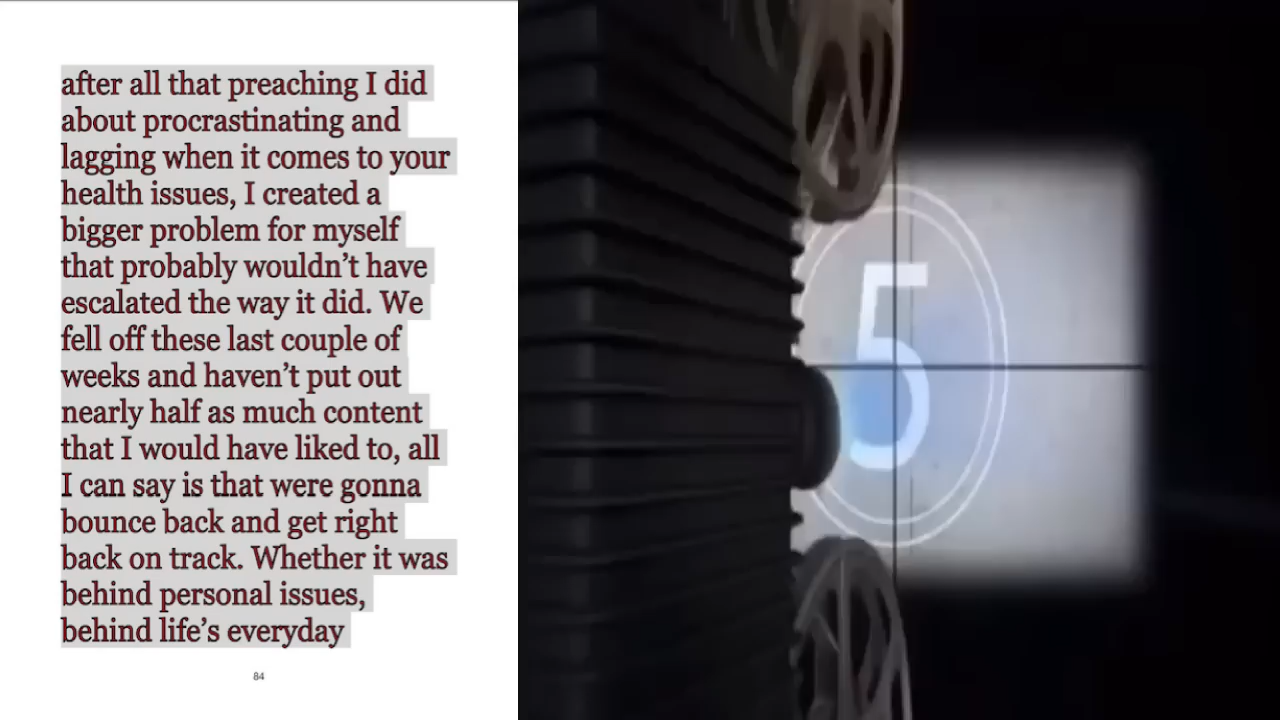 after all that preaching I did
about procrastinating and
lagging when it comes to your
health issues, I created a
bigger problem for myself
that probably wouldn’t have
escalated the way it did. We
fell off these last couple of
weeks and haven’t put out
nearly half as much content
that I would have liked to, all
I can say is that were gonna
bounce back and get right
back on track. Whether it was
behind personal issues,
behind life’s everyday
84
5